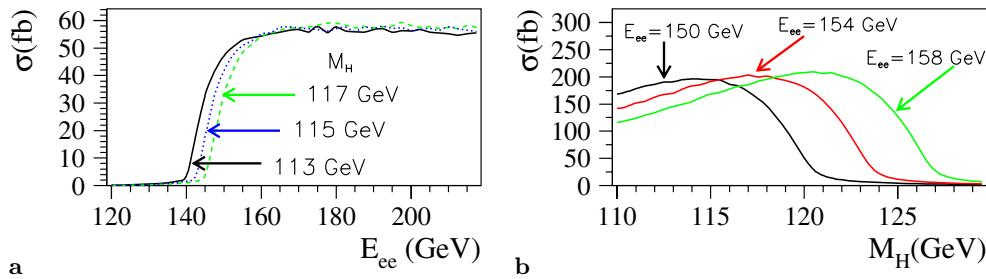 σ(fb)
60
50
40
30
20
10
0
M_H
117 GeV
115 GeV
113 GeV
120 140 160 180 200
E_ee (GeV)
a
σ(fb)
300
250
200
150
100
50
0
E_ee=150 GeV
E_ee=154 GeV
E_ee=158 GeV
110 115 120 125
M_H(GeV)
b